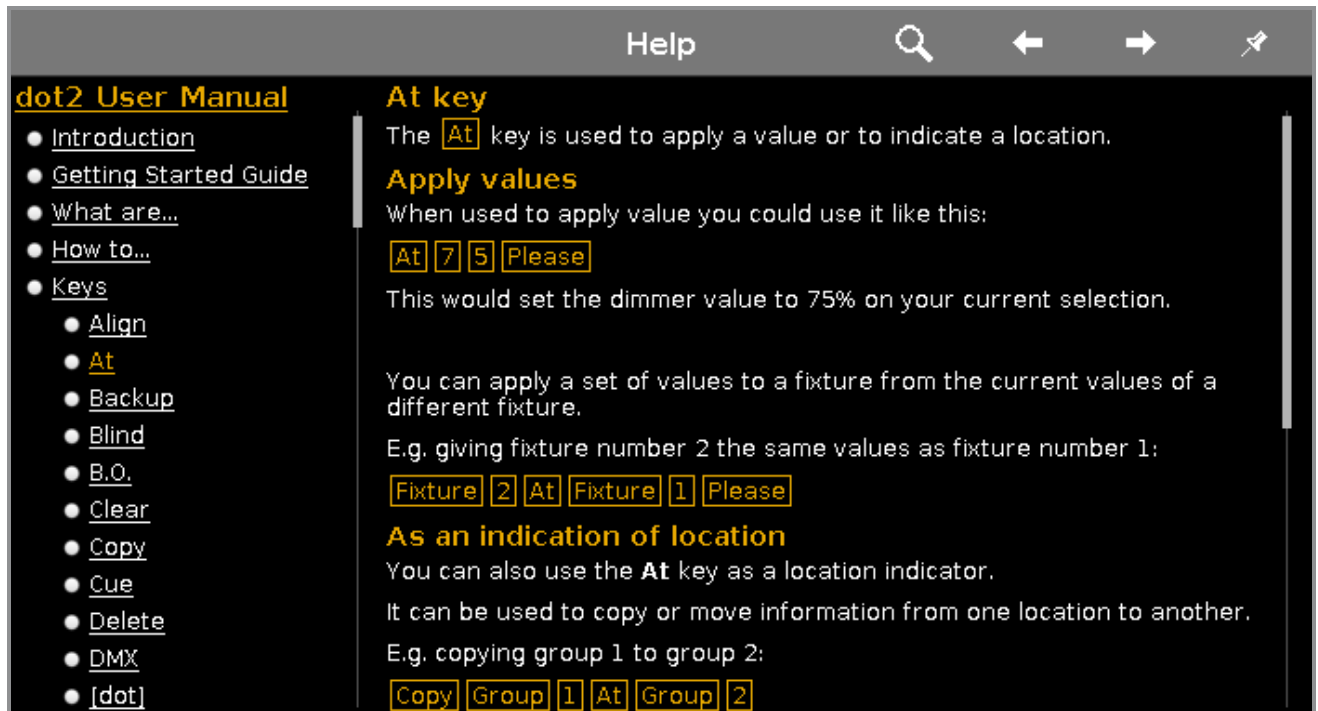 Help
dot2 User Manual
Introduction
Getting Started Guide
What are...
How to...
Keys
Align
At
Backup
Blind
B.O.
Clear
Copy
Cue
Delete
DMX
[dot]
At key
The At key is used to apply a value or to indicate a location.
Apply values
When used to apply value you could use it like this:
At 7 5 Please
This would set the dimmer value to 75% on your current selection.
You can apply a set of values to a fixture from the current values of a
different fixture.
E.g. giving fixture number 2 the same values as fixture number 1:
Fixture 2 At Fixture 1 Please
As an indication of location
You can also use the At key as a location indicator.
It can be used to copy or move information from one location to another.
E.g. copying group 1 to group 2:
Copy Group 1 At Group 2